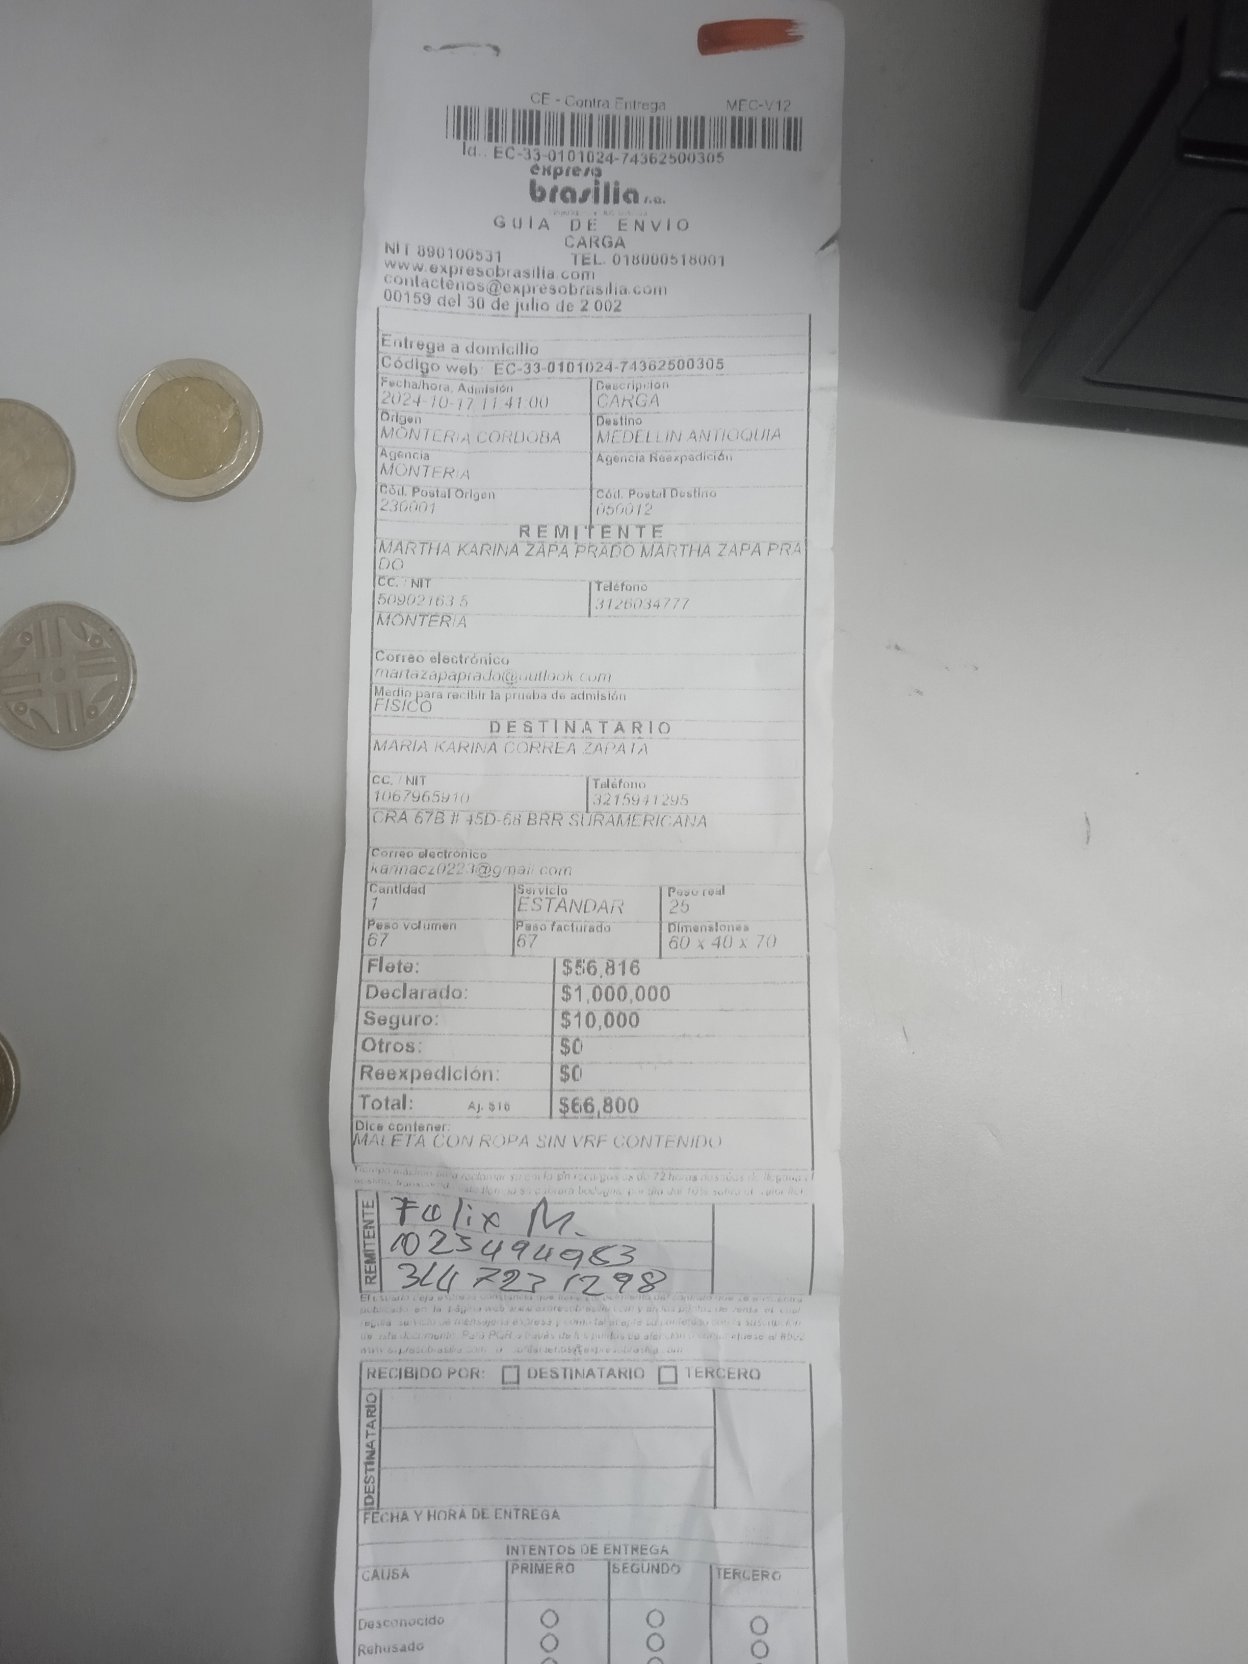 CE - Contra Entrega MEC-V12
Id.: EC-33-0101024-74362500305
expreso
brasilia s.a.
GUIA DE ENVIO
CARGA
NIT 890100531 TEL. 018000518001
www.expresobrasilia.com
contactenos@expresobrasilia.com
00159 del 30 de julio de 2 002
Entrega a domicilio
Código web: EC-33-0101024-74362500305
Fecha/hora, Admisión Descripcion
2024-10-17 11:41:00 CARGA
Origen Destino
MONTERIA CORDOBA MEDELLIN ANTIOQUIA
Agencia Agencia Reexpedición
MONTERIA
Cód. Postal Origen Cód. Postal Destino
230001 050012
REMITENTE
MARTHA KARINA ZAPA PRADO MARTHA ZAPA PRA
DO
CC. / NIT Teléfono
50902163 5 3126034777
MONTERIA
Correo electrónico
martazapaprado@outlook.com
Medio para recibir la prueba de admisión
FISICO
DESTINATARIO
MARIA KARINA CORREA ZAPATA
CC. / NIT Teléfono
1067965910 3215941295
CRA 67B # 45D-68 BRR SURAMERICANA
Correo electrónico
karinacz0223@gmail.com
Cantidad Servicio Peso real
1 ESTANDAR 25
Peso volumen Peso facturado Dimensiones
67 67 60 x 40 x 70
Flete: $56,816
Declarado: $1,000,000
Seguro: $10,000
Otros: $0
Reexpedición: $0
Total: Aj. $16 $66,800
Dice contener:
MALETA CON ROPA SIN VRF CONTENIDO
REMITENTE
Felix M.
1023494963
314 7231298
RECIBIDO POR: DESTINATARIO TERCERO
DESTINATARIO
FECHA Y HORA DE ENTREGA
INTENTOS DE ENTREGA
CAUSA PRIMERO SEGUNDO TERCERO
Desconocido
Rehusado